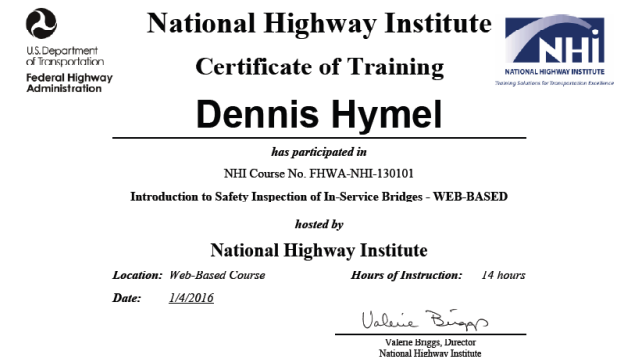 National Highway Institute
Certificate of Training
U.S. Department
of Transportation
Federal Highway
Administration
NHI
NATIONAL HIGHWAY INSTITUTE
Training Solutions for Transportation Excellence
Dennis Hymel
has participated in
NHI Course No. FHWA-NHI-130101
Introduction to Safety Inspection of In-Service Bridges - WEB-BASED
hosted by
National Highway Institute
Location: Web-Based Course Hours of Instruction: 14 hours
Date: 1/4/2016
Valerie Briggs
Valerie Briggs, Director
National Highway Institute